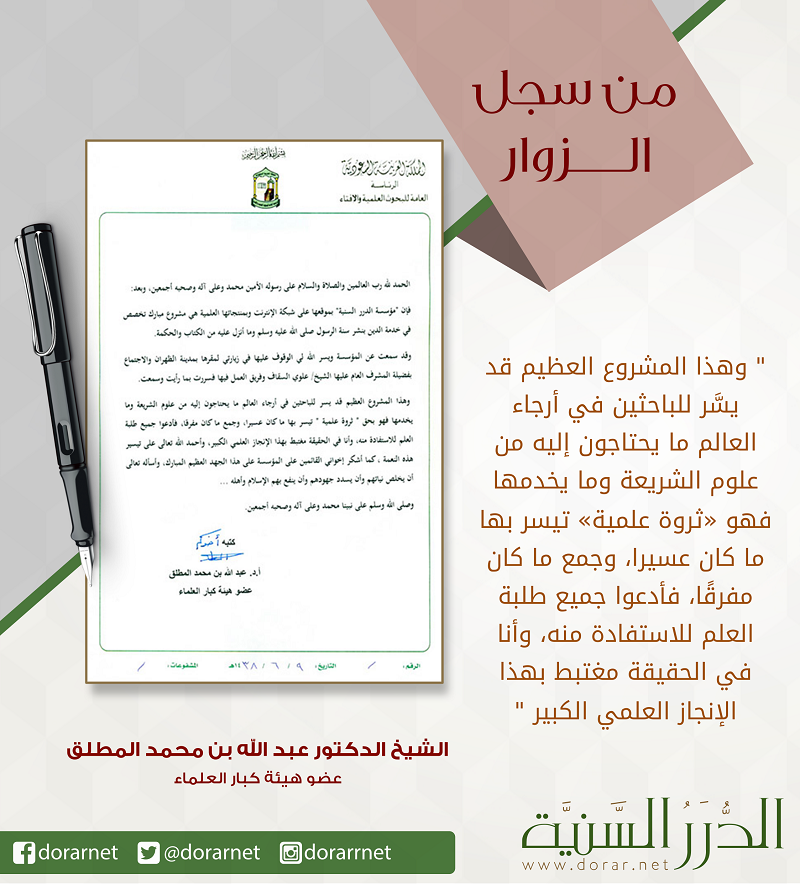 من سجل
الـــزوار
بسم الله الرحمن الرحيم
المملكة العربية السعودية
الرئاسة
العامة للبحوث العلمية والافتاء
الحمد لله رب العالمين والصلاة والسلام على رسوله الأمين محمد وعلى آله وصحبه أجمعين، وبعد:
فإن "مؤسسة الدرر السنية" بموقعها على شبكة الإنترنت وبمنتجاتها العلمية هي مشروع مبارك تخصص
في خدمة الدين بنشر سنة الرسول صلى الله عليه وسلم وما أنزل عليه من الكتاب والحكمة.
وقد سمعت عن المؤسسة ويسر الله لي الوقوف عليها في زيارتي لمقرها بمدينة الظهران والاجتماع
بفضيلة المشرف العام عليها الشيخ/ علوي السقاف وفريق العمل فيها فسررت بما رأيت وسمعت.
وهذا المشروع العظيم قد يسر للباحثين في أرجاء العالم ما يحتاجون إليه من علوم الشريعة وما
يخدمها فهو بحق " ثروة علمية " تيسر بها ما كان عسيرا، وجمع ما كان مفرقا، فأدعوا جميع طلبة
العلم للاستفادة منه، وأنا في الحقيقة مغتبط بهذا الإنجاز العلمي الكبير، وأحمد الله تعالى على تيسير
هذه النعمة ، كما أشكر إخواني القائمين على المؤسسة على هذا الجهد العظيم المبارك، وأسأله تعالى
أن يخلص نياتهم وأن يسدد جهودهم وأن ينفع بهم الإسلام وأهله ...
وصلى الله وسلم على نبينا محمد وعلى آله وصحبه أجمعين.
كتبه أخوكم
أ.د. عبد الله بن محمد المطلق
عضو هيئة كبار العلماء
الرقم: / التاريخ: ٩ / ٦ / ١٤٣٨هـ المشفوعات: /
" وهذا المشروع العظيم قد
يسَّر للباحثين في أرجاء
العالم ما يحتاجون إليه من
علوم الشريعة وما يخدمها
فهو «ثروة علمية» تيسر بها
ما كان عسيرا، وجمع ما كان
مفرقًا، فأدعوا جميع طلبة
العلم للاستفادة منه، وأنا
في الحقيقة مغتبط بهذا
الإنجاز العلمي الكبير "
الشيخ الدكتور عبد الله بن محمد المطلق
عضو هيئة كبار العلماء
الدُّرَرُ السَّنيَّة
www.dorar.net
dorarnet @dorarnet dorarrnet